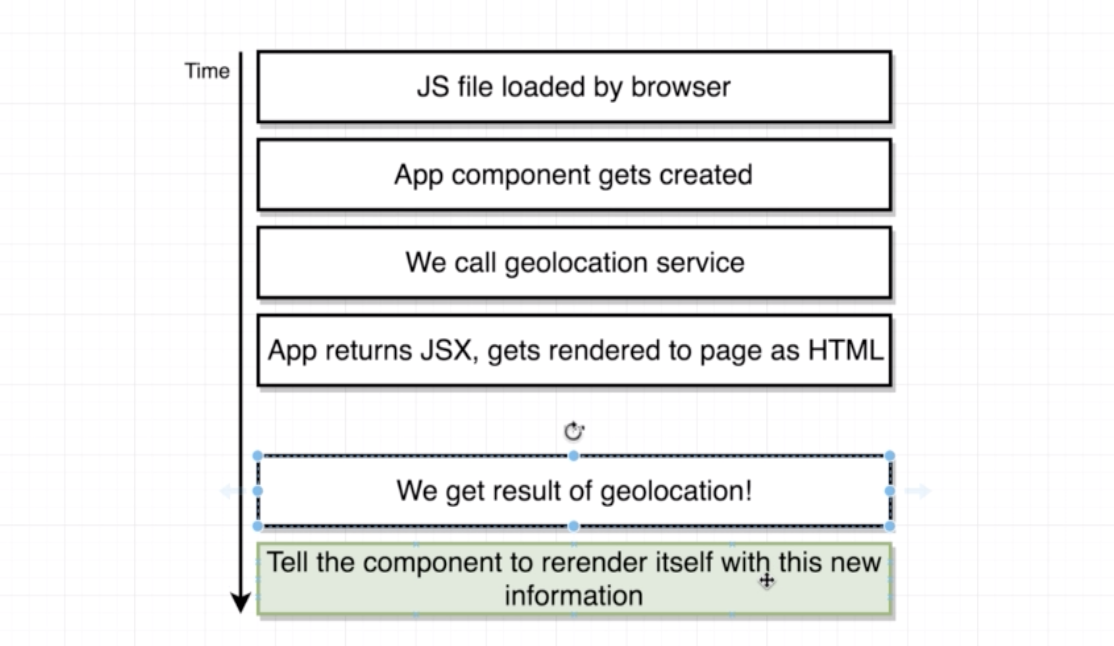 Time
JS file loaded by browser
App component gets created
We call geolocation service
App returns JSX, gets rendered to page as HTML
We get result of geolocation!
Tell the component to rerender itself with this new
information